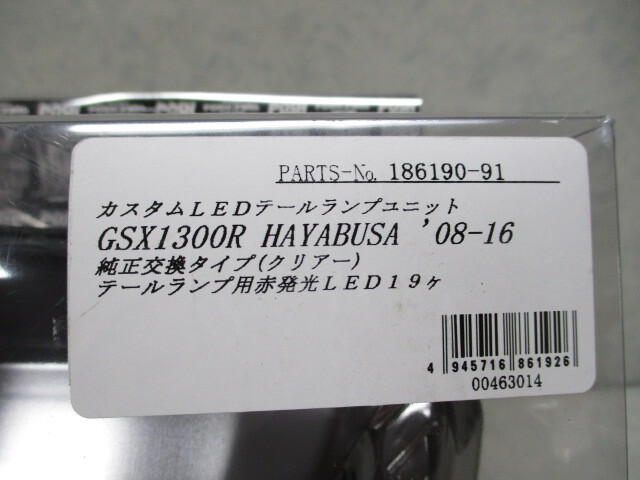 PARTS-No. 186190-91
カスタムLEDテールランプユニット
GSX1300R HAYABUSA '08-16
純正交換タイプ(クリアー)
テールランプ用赤発光LED19ヶ
4 945716 861926
00463014